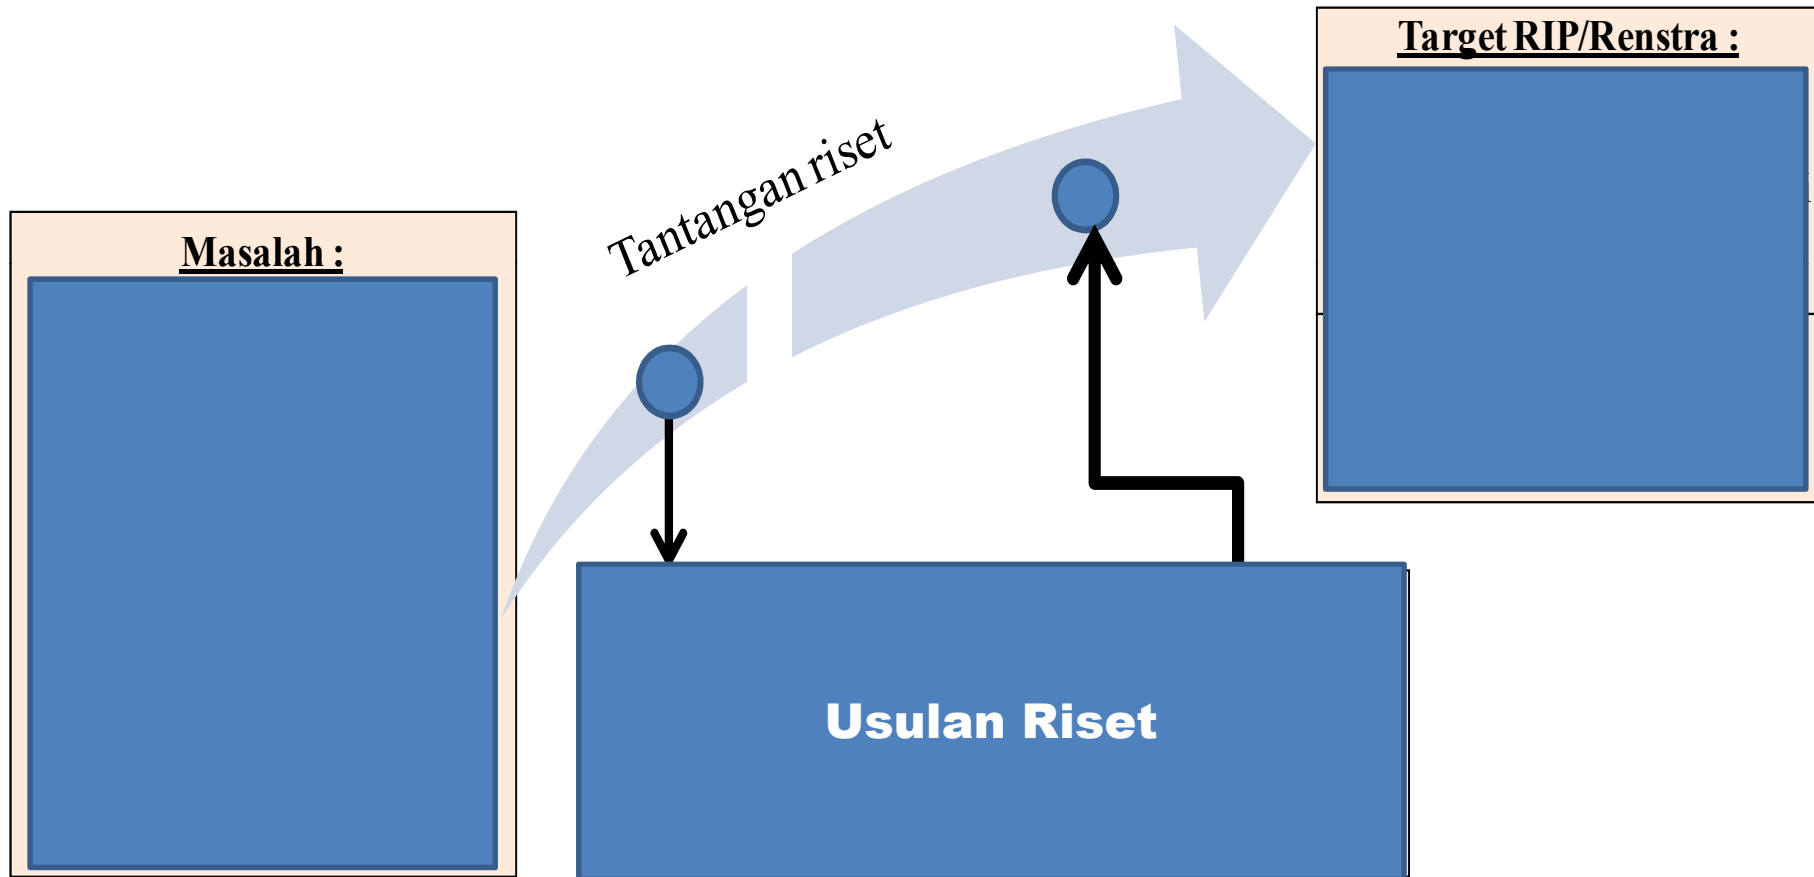 Target RIP/Renstra :
Tantangan riset
Masalah :
Usulan Riset